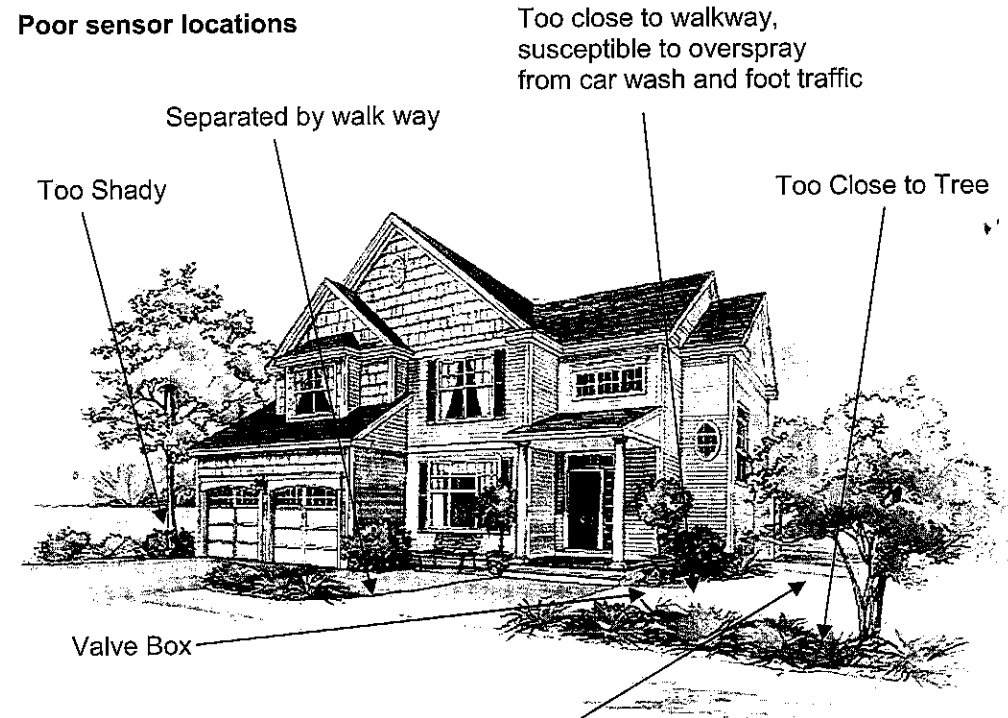 Poor sensor locations
Too close to walkway,
susceptible to overspray
from car wash and foot traffic
Separated by walk way
Too Shady
Too Close to Tree
Valve Box